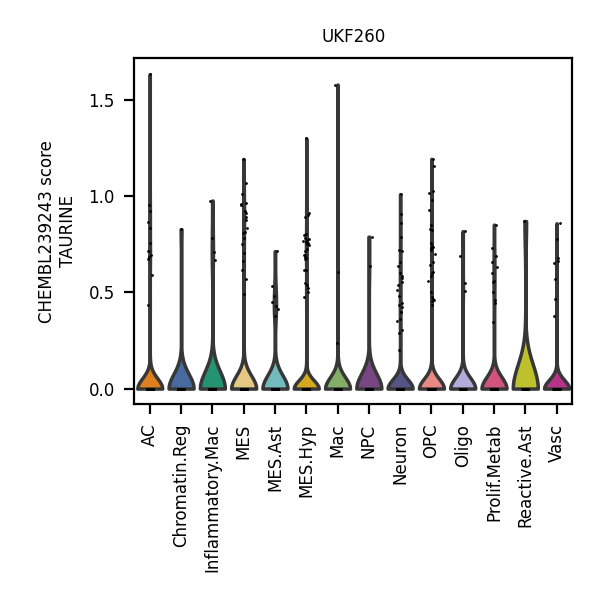 UKF260
CHEMBL239243 score
TAURINE
1.5
1.0
0.5
0.0
AC
Chromatin.Reg
Inflammatory.Mac
MES
MES.Ast
MES.Hyp
Mac
NPC
Neuron
OPC
Oligo
Prolif.Metab
Reactive.Ast
Vasc